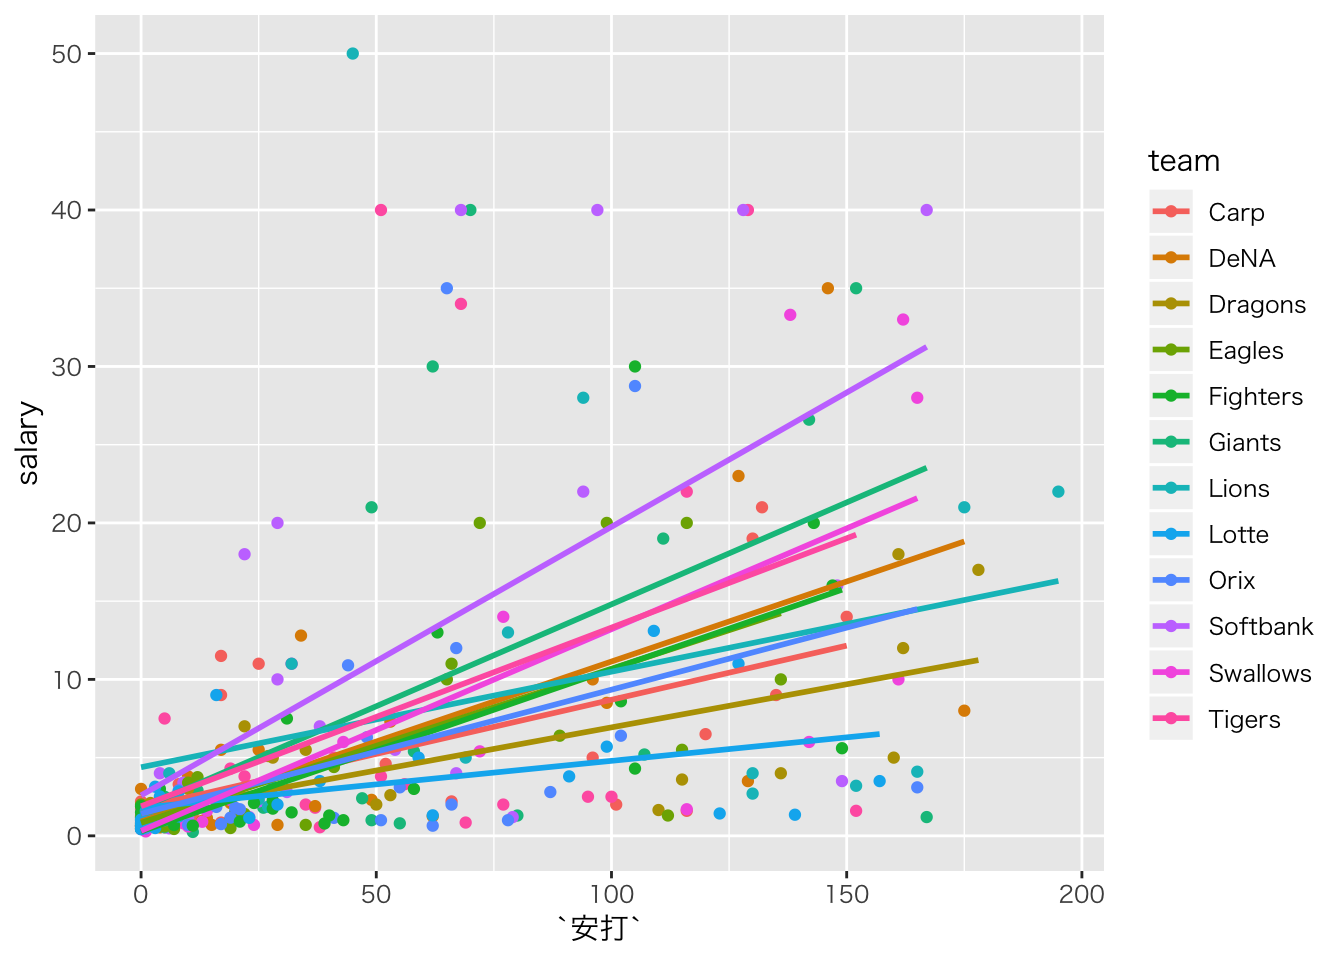 50
40
30
20
10
0
salary
0 50 100 150 200
`安打`
team
Carp
DeNA
Dragons
Eagles
Fighters
Giants
Lions
Lotte
Orix
Softbank
Swallows
Tigers